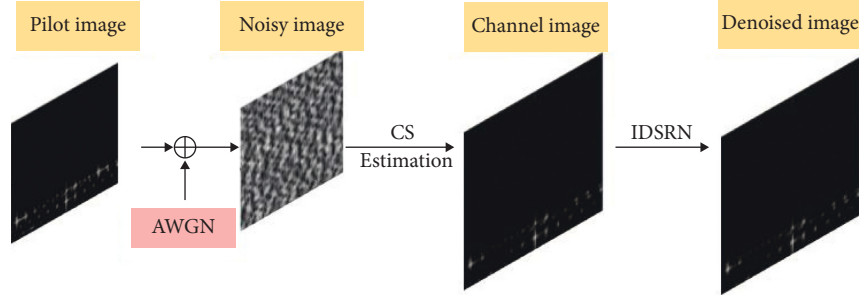 Pilot image
Noisy image
Channel image
Denoised image
CS
Estimation
IDSRN
AWGN